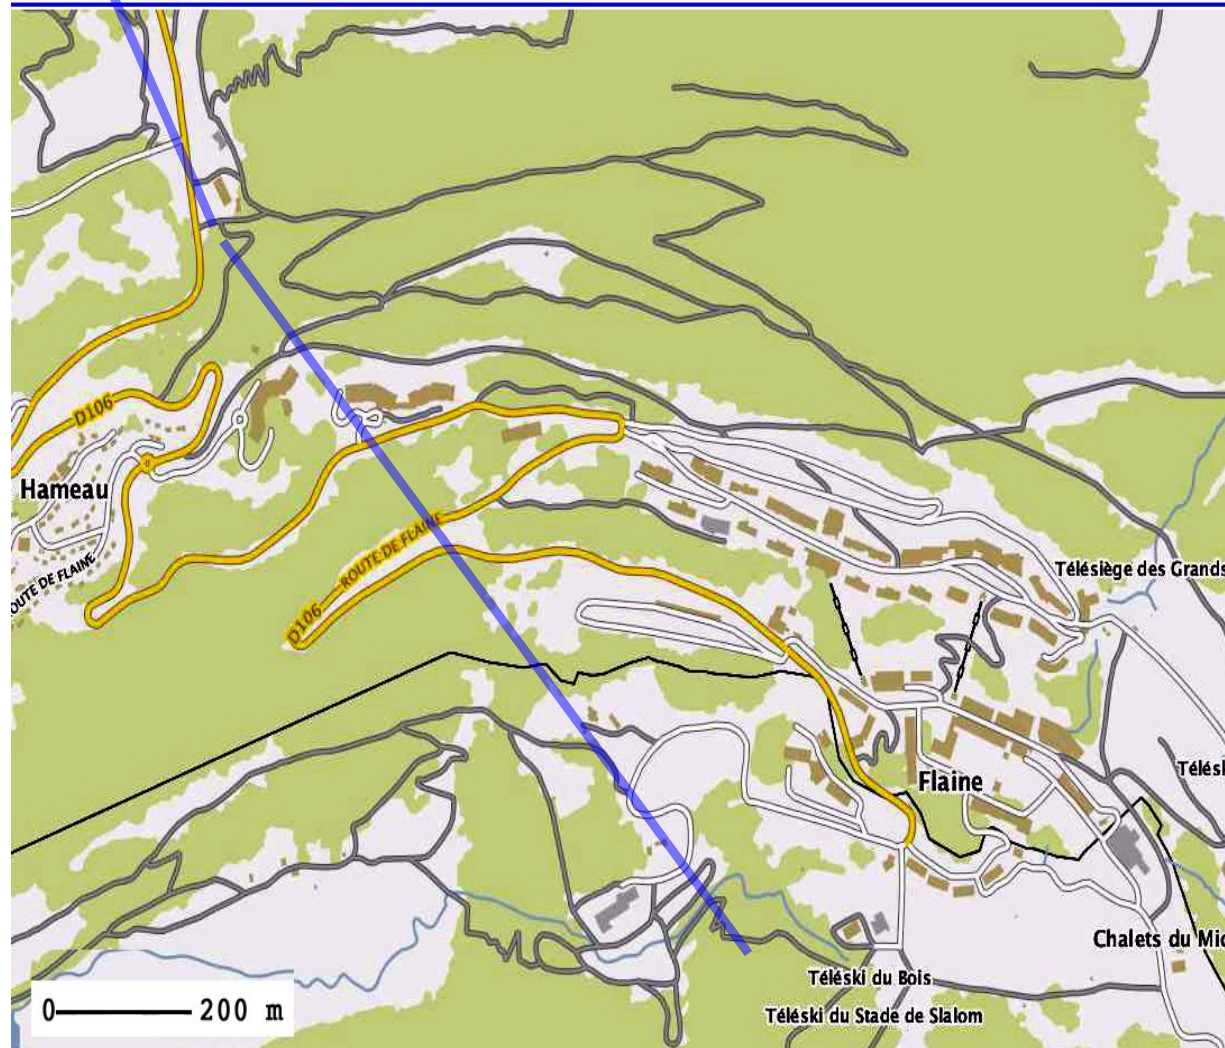 D106
Hameau
ROUTE DE FLAINE
OUTE DE FLAINE
Télésiège des Grands
D106
Télési
Flaine
Chalets du Mic
Téléski du Bois
0 200 m
Téléski du Stade de Slalom